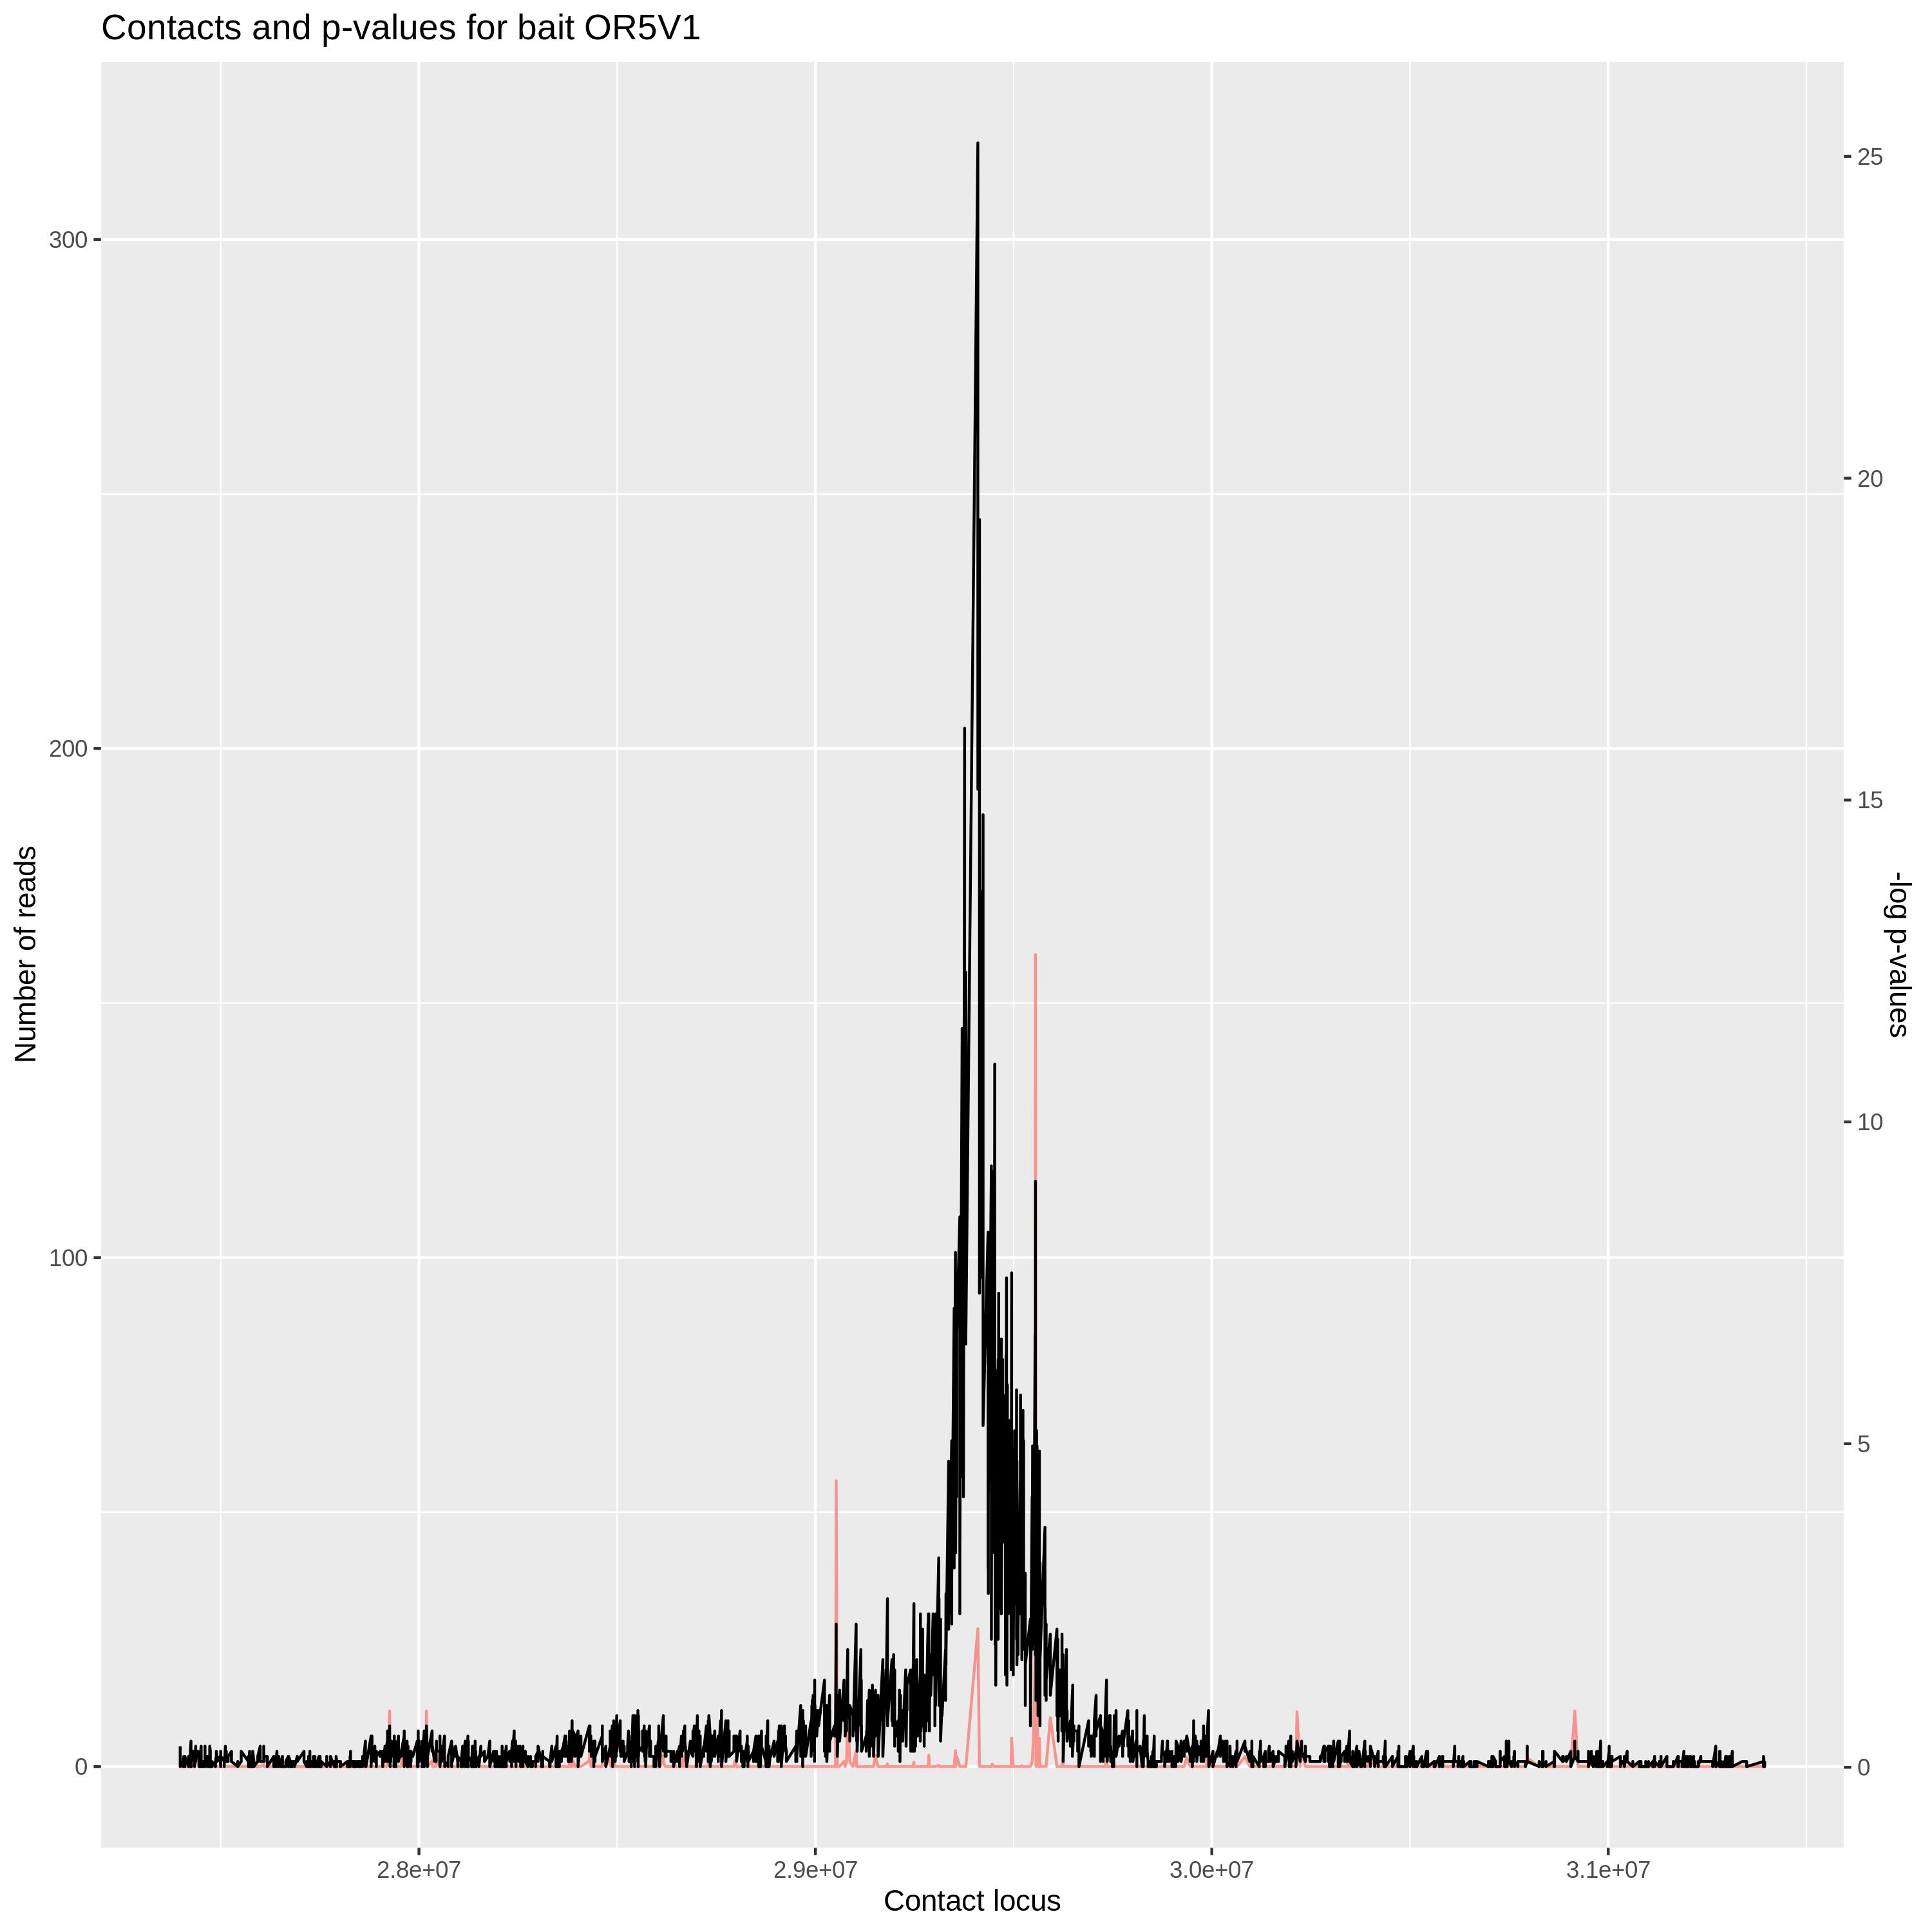 Contacts and p-values for bait OR5V1
Number of reads
300
200
100
0
25
20
15
10
5
0
-log p-values
2.8e+07
2.9e+07
3.0e+07
3.1e+07
Contact locus